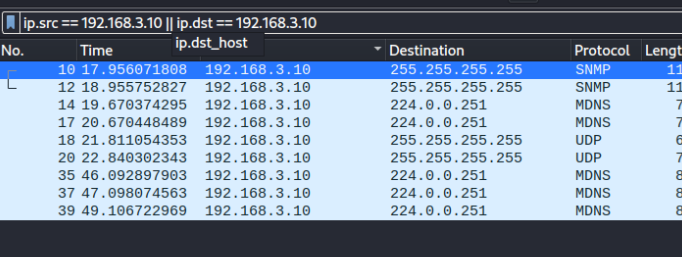 ip.src == 192.168.3.10 || ip.dst == 192.168.3.10
ip.dst_host
No. Time Destination Protocol Lengt
10 17.956071808 192.168.3.10 255.255.255.255 SNMP 11
12 18.955752827 192.168.3.10 255.255.255.255 SNMP 11
14 19.670374295 192.168.3.10 224.0.0.251 MDNS 7
17 20.670448489 192.168.3.10 224.0.0.251 MDNS 7
18 21.811054353 192.168.3.10 255.255.255.255 UDP 6
20 22.840302343 192.168.3.10 255.255.255.255 UDP 7
35 46.092897903 192.168.3.10 224.0.0.251 MDNS 8
37 47.098074563 192.168.3.10 224.0.0.251 MDNS 8
39 49.106722969 192.168.3.10 224.0.0.251 MDNS 8